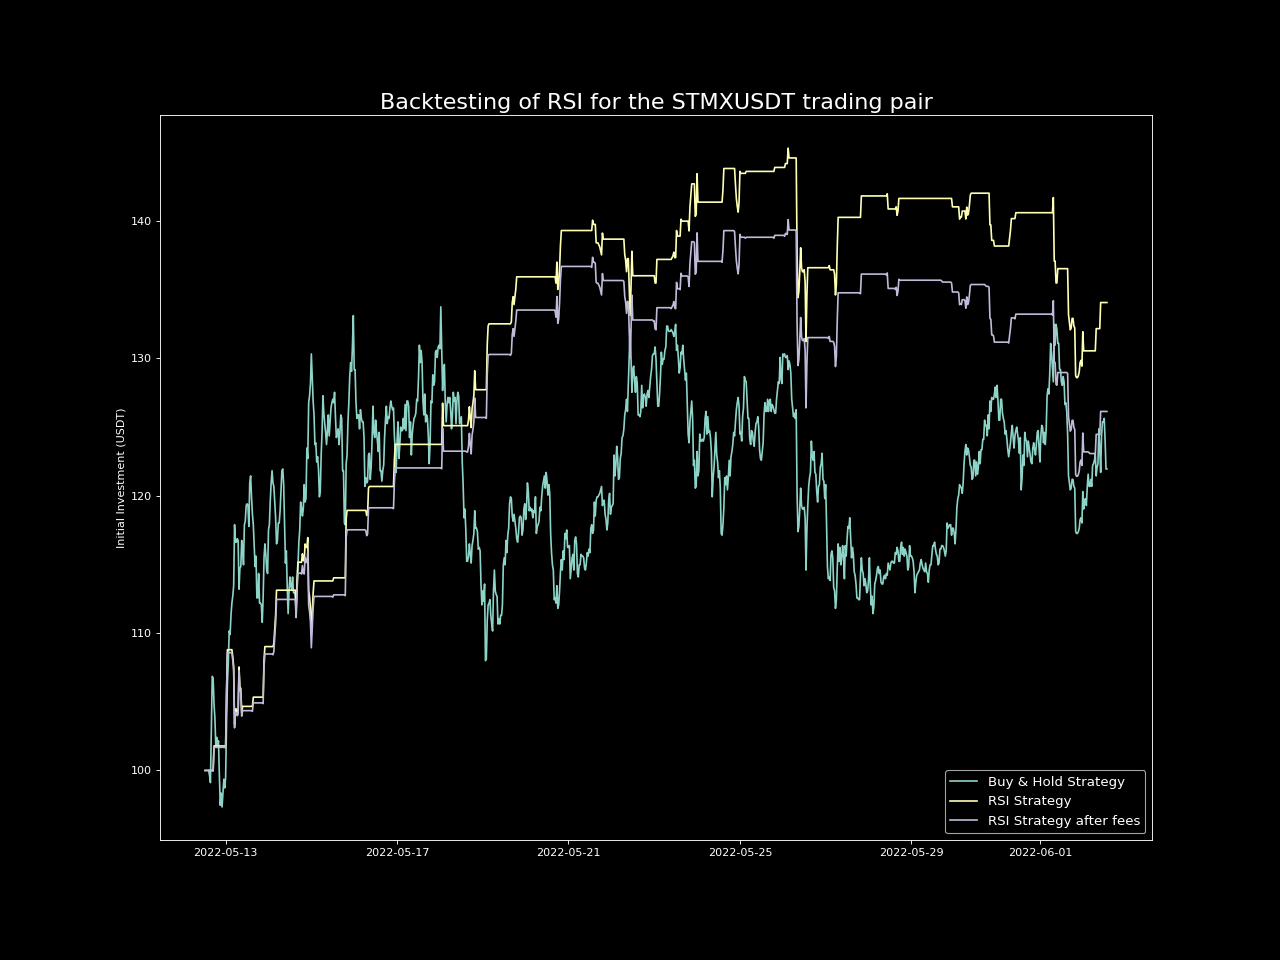 Backtesting of RSI for the STMXUSDT trading pair
Initial Investment (USDT)
140
130
120
110
100
2022-05-13
2022-05-17
2022-05-21
2022-05-25
2022-05-29
2022-06-01
Buy & Hold Strategy
RSI Strategy
RSI Strategy after fees